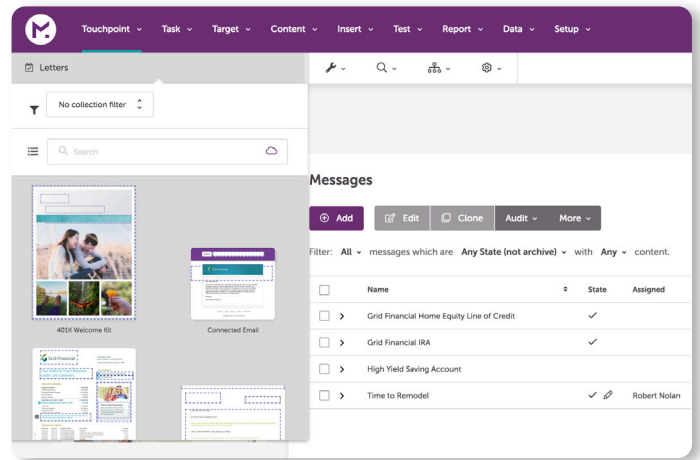 M.
Touchpoint Task Target Content Insert Test Report Data Setup
Letters
No collection filter
Search
401K Welcome Kit
Connected Email
Grid Financial
Messages
Add Edit Clone Audit More
Filter: All messages which are Any State (not archive) with Any content.
Name State Assigned
Grid Financial Home Equity Line of Credit
Grid Financial IRA
High Yield Saving Account
Time to Remodel Robert Nolan